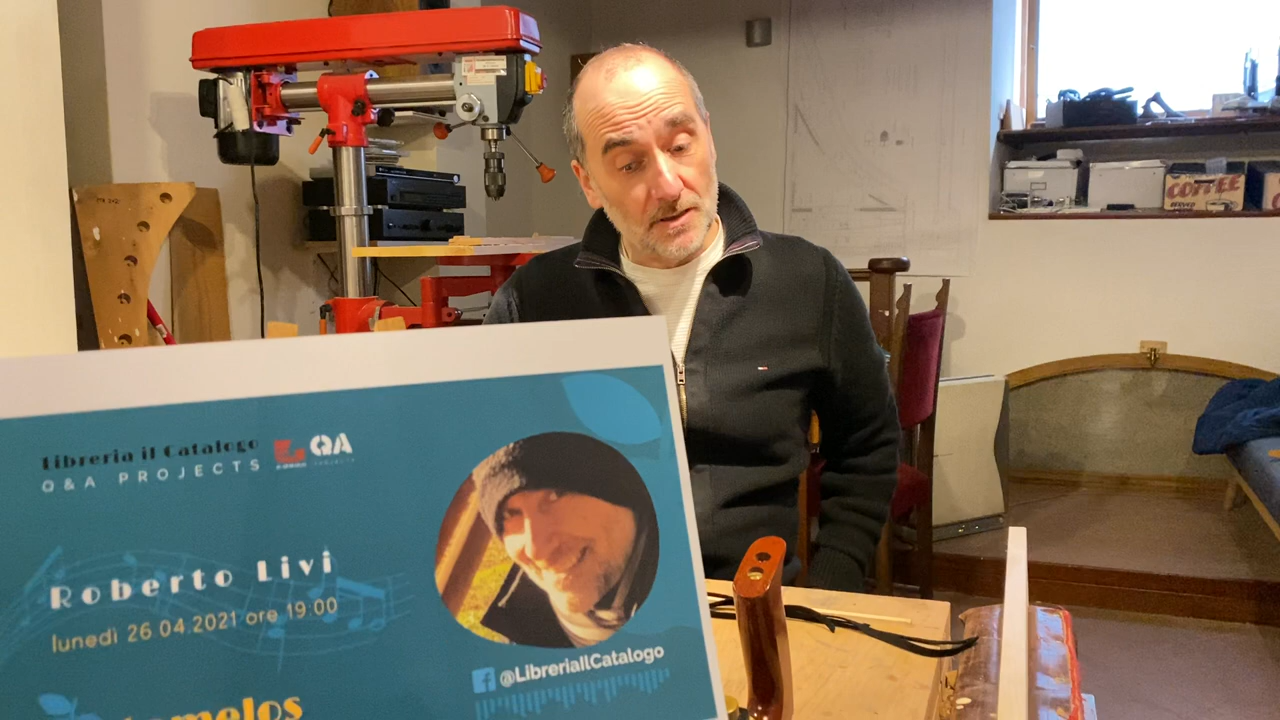 COFFEE
Libreria il Catalogo
QA
Q&A PROJECTS
Roberto Livi
lunedì 26 04.2021 ore 19:00
@LibreriaIlCatalogo